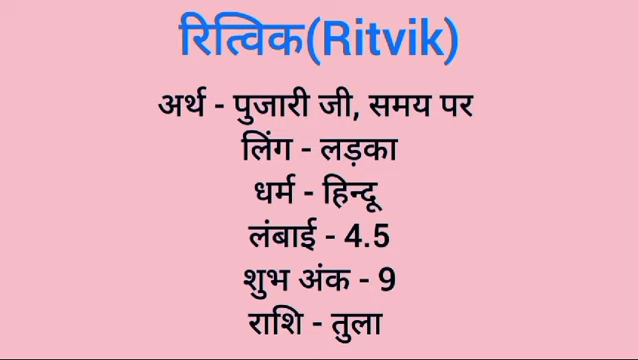 रित्विक(Ritvik)
अर्थ - पुजारी जी, समय पर
लिंग - लड़का
धर्म - हिन्दू
लंबाई - 4.5
शुभ अंक - 9
राशि - तुला